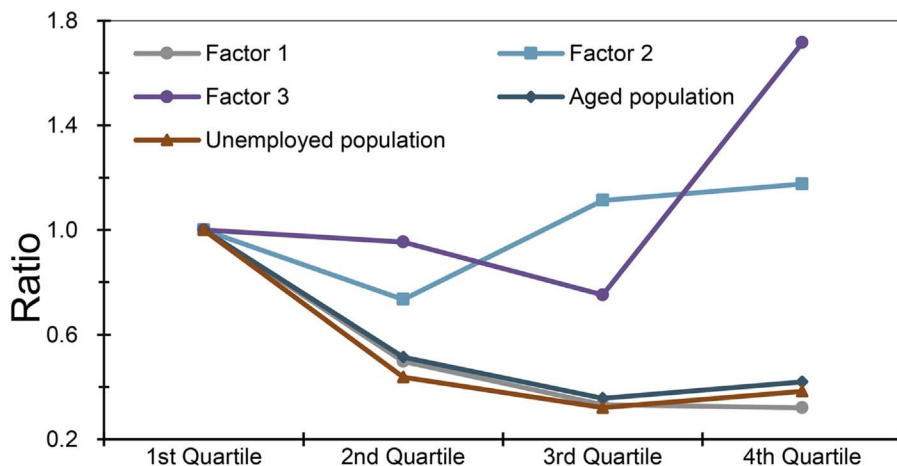 1.8
Factor 1
Factor 2
Factor 3
Aged population
Unemployed population
1.4
1.0
0.6
0.2
Ratio
1st Quartile
2nd Quartile
3rd Quartile
4th Quartile